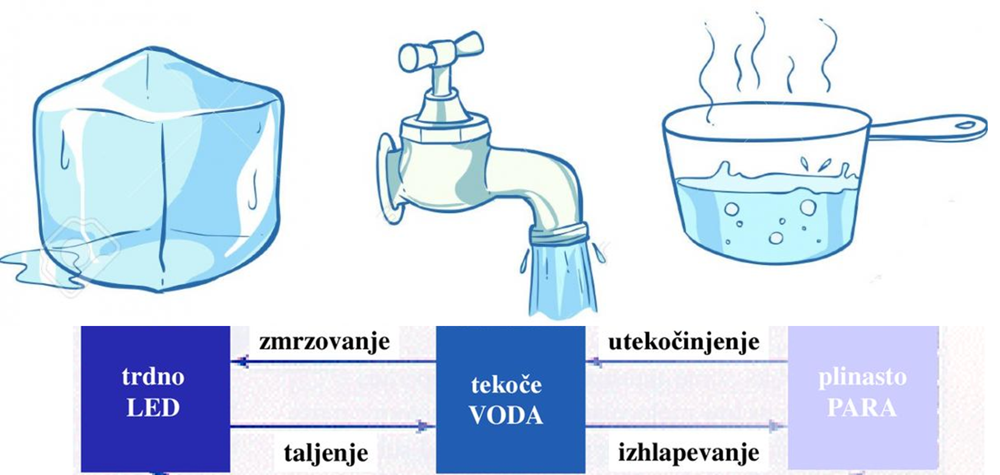 zmrzovanje
utekočinjenje
trdno
LED
tekoče
VODA
plinasto
PARA
taljenje
izhlapevanje